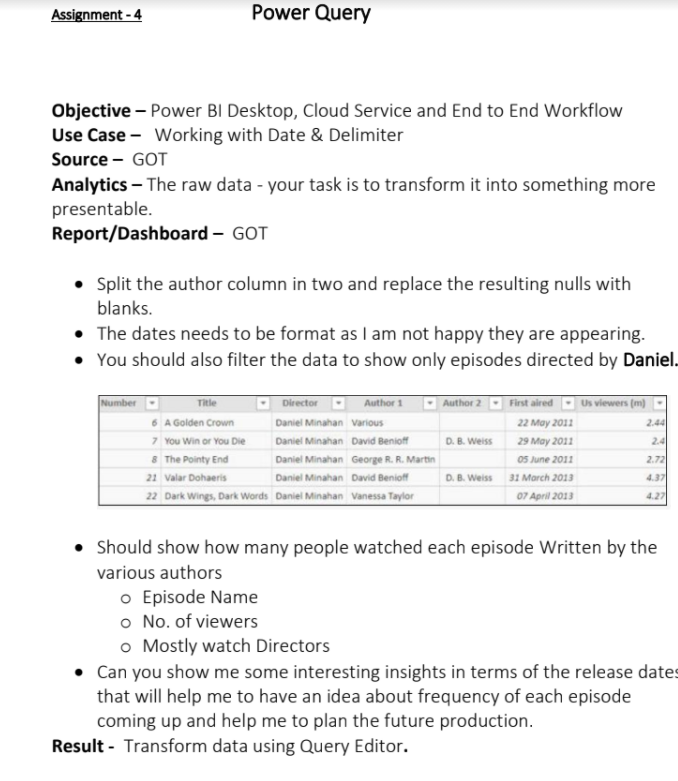 Assignment - 4 Power Query
Objective – Power BI Desktop, Cloud Service and End to End Workflow
Use Case – Working with Date & Delimiter
Source – GOT
Analytics – The raw data - your task is to transform it into something more
presentable.
Report/Dashboard – GOT
• Split the author column in two and replace the resulting nulls with
blanks.
• The dates needs to be format as I am not happy they are appearing.
• You should also filter the data to show only episodes directed by Daniel.
Number Title Director Author 1 Author 2 First aired Us viewers (m)
6 A Golden Crown Daniel Minahan Various 22 May 2011 2.44
7 You Win or You Die Daniel Minahan David Benioff D. B. Weiss 29 May 2011 2.4
8 The Pointy End Daniel Minahan George R. R. Martin 05 June 2011 2.72
21 Valar Dohaeris Daniel Minahan David Benioff D. B. Weiss 31 March 2013 4.37
22 Dark Wings, Dark Words Daniel Minahan Vanessa Taylor 07 April 2013 4.27
• Should show how many people watched each episode Written by the
various authors
o Episode Name
o No. of viewers
o Mostly watch Directors
• Can you show me some interesting insights in terms of the release dates
that will help me to have an idea about frequency of each episode
coming up and help me to plan the future production.
Result - Transform data using Query Editor.